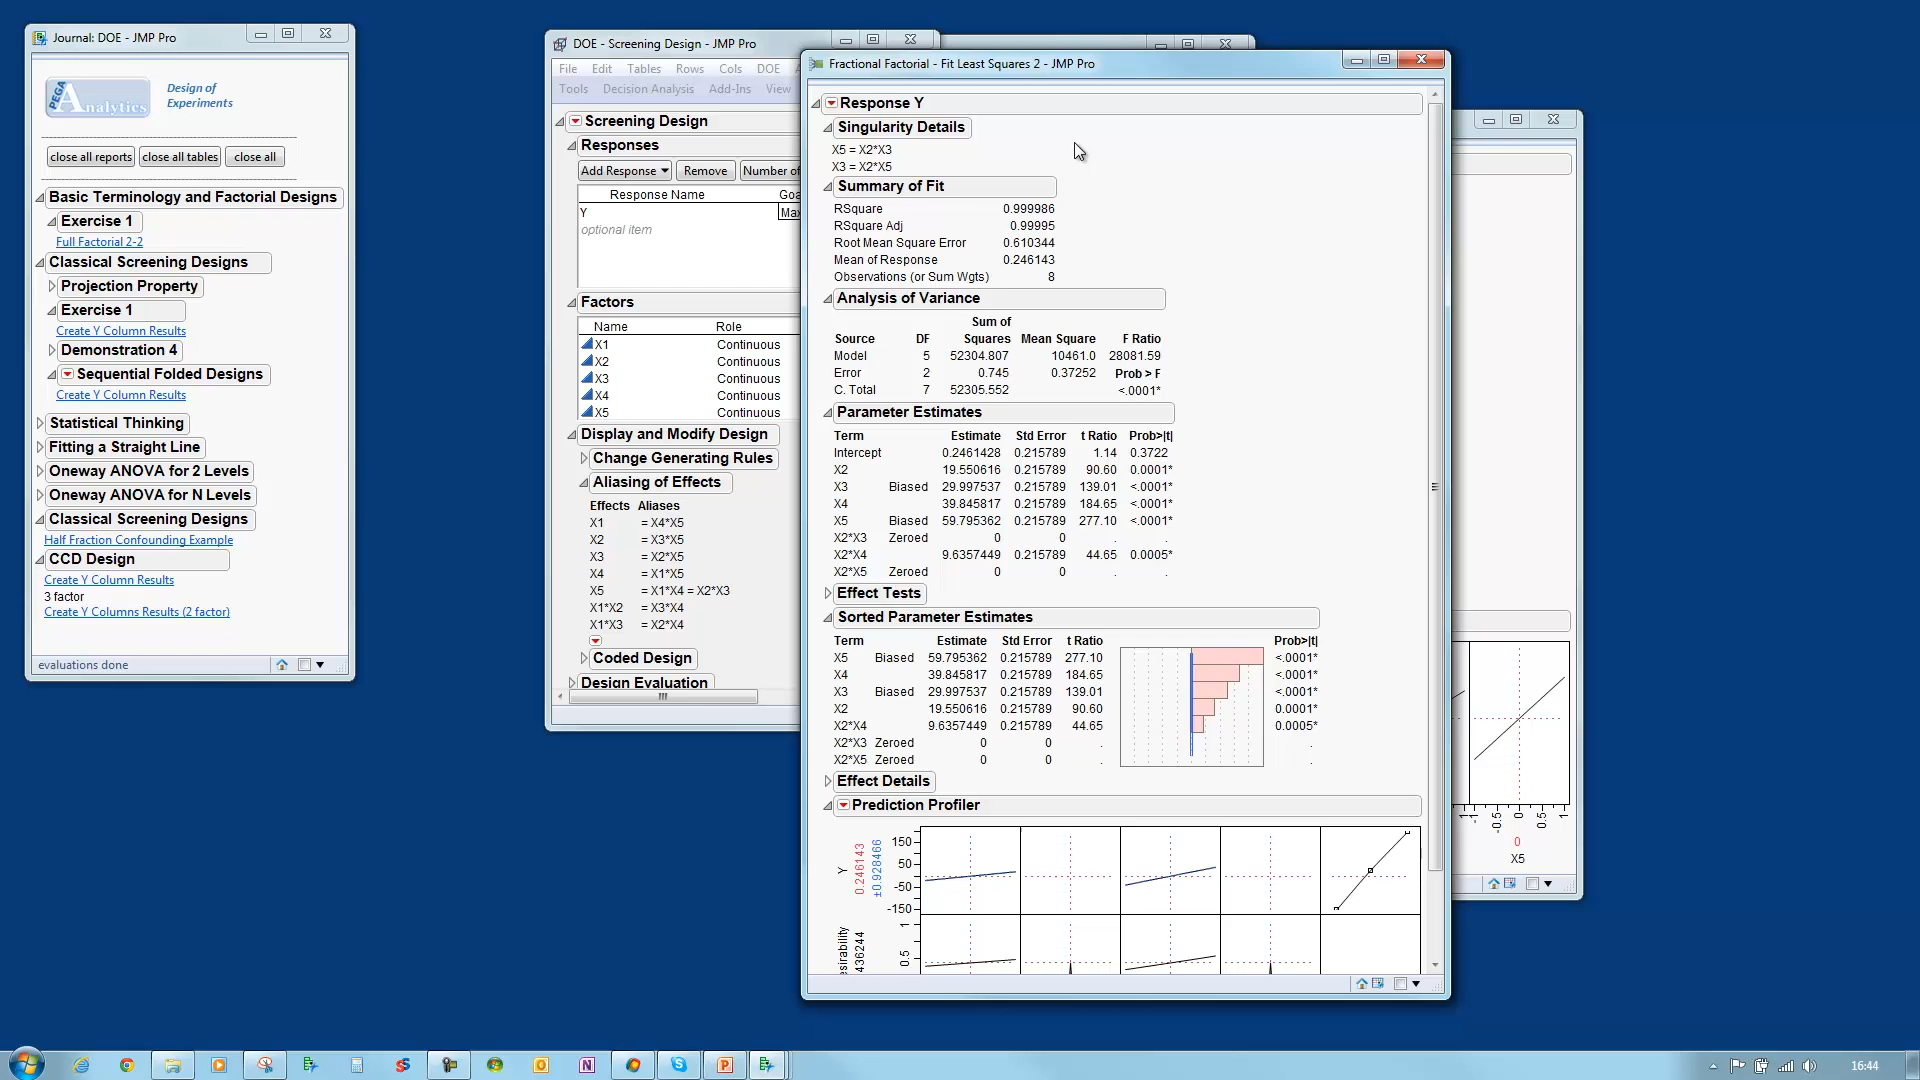 Journal: DOE - JMP Pro
PEGA Analytics
Design of
Experiments
close all reports
close all tables
close all
Basic Terminology and Factorial Designs
Exercise 1
Full Factorial 2-2
Classical Screening Designs
Projection Property
Exercise 1
Create Y Column Results
Demonstration 4
Sequential Folded Designs
Create Y Column Results
Statistical Thinking
Fitting a Straight Line
Oneway ANOVA for 2 Levels
Oneway ANOVA for N Levels
Classical Screening Designs
Half Fraction Confounding Example
CCD Design
Create Y Column Results
3 factor
Create Y Columns Results (2 factor)
evaluations done
DOE - Screening Design - JMP Pro
File Edit Tables Rows Cols DOE
Tools Decision Analysis Add-Ins View
Screening Design
Responses
Add Response Remove Number of
Response Name Goa
Y Max
optional item
Factors
Name Role
X1 Continuous
X2 Continuous
X3 Continuous
X4 Continuous
X5 Continuous
Display and Modify Design
Change Generating Rules
Aliasing of Effects
Effects Aliases
X1 = X4*X5
X2 = X3*X5
X3 = X2*X5
X4 = X1*X5
X5 = X1*X4 = X2*X3
X1*X2 = X3*X4
X1*X3 = X2*X4
Coded Design
Design Evaluation
Fractional Factorial - Fit Least Squares 2 - JMP Pro
Response Y
Singularity Details
X5 = X2*X3
X3 = X2*X5
Summary of Fit
RSquare 0.999986
RSquare Adj 0.99995
Root Mean Square Error 0.610344
Mean of Response 0.246143
Observations (or Sum Wgts) 8
Analysis of Variance
Sum of
Source DF Squares Mean Square F Ratio
Model 5 52304.807 10461.0 28081.59
Error 2 0.745 0.37252 Prob > F
C. Total 7 52305.552 <.0001*
Parameter Estimates
Term Estimate Std Error t Ratio Prob>|t|
Intercept 0.2461428 0.215789 1.14 0.3722
X2 19.550616 0.215789 90.60 0.0001*
X3 Biased 29.997537 0.215789 139.01 <.0001*
X4 39.845817 0.215789 184.65 <.0001*
X5 Biased 59.795362 0.215789 277.10 <.0001*
X2*X3 Zeroed 0 0 . .
X2*X4 9.6357449 0.215789 44.65 0.0005*
X2*X5 Zeroed 0 0 . .
Effect Tests
Sorted Parameter Estimates
Term Estimate Std Error t Ratio Prob>|t|
X5 Biased 59.795362 0.215789 277.10 <.0001*
X4 39.845817 0.215789 184.65 <.0001*
X3 Biased 29.997537 0.215789 139.01 <.0001*
X2 19.550616 0.215789 90.60 0.0001*
X2*X4 9.6357449 0.215789 44.65 0.0005*
X2*X3 Zeroed 0 0 . .
X2*X5 Zeroed 0 0 . .
Effect Details
Prediction Profiler
Y
0.246143
±0.928466
150
50
-50
-150
esirability
436244
1
0.5
1
-1
-0.5
0
0.5
1
0
X5
16:44